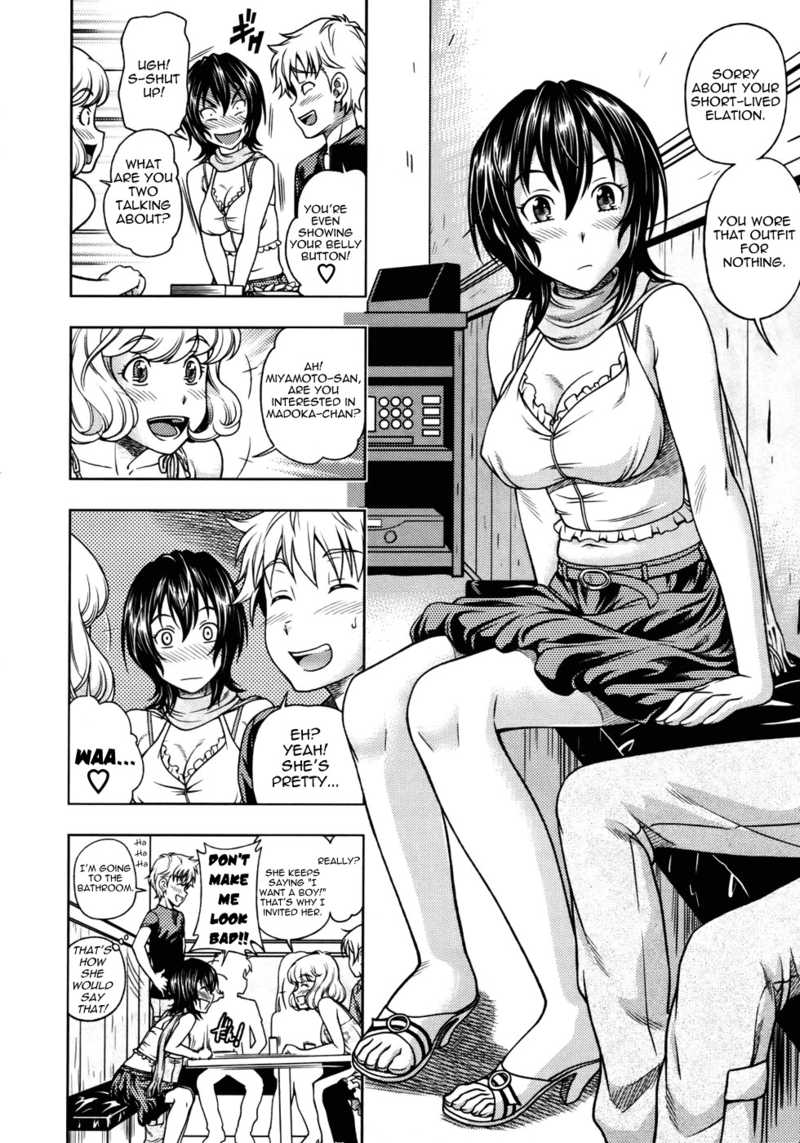 SORRY
ABOUT YOUR
SHORT-LIVED
ELATION.
YOU WORE
THAT OUTFIT
FOR
NOTHING.
UGH!
S-SHUT
UP!
WHAT
ARE YOU
TWO
TALKING
ABOUT?
YOU'RE
EVEN
SHOWING
YOUR BELLY
BUTTON!
♡
AH!
MIYAMOTO-SAN,
ARE YOU
INTERESTED IN
MADOKA-CHAN?
EH?
YEAH!
SHE'S
PRETTY...
WAA...
♡
REALLY?
SHE KEEPS
SAYING "I
WANT A BOY!"
THAT'S WHY I
INVITED HER.
DON'T
MAKE
ME
LOOK
BAD!!
Ha
Ha
Ha
I'M GOING
TO THE
BATHROOM.
THAT'S
HOW
SHE
WOULD
SAY
THAT!